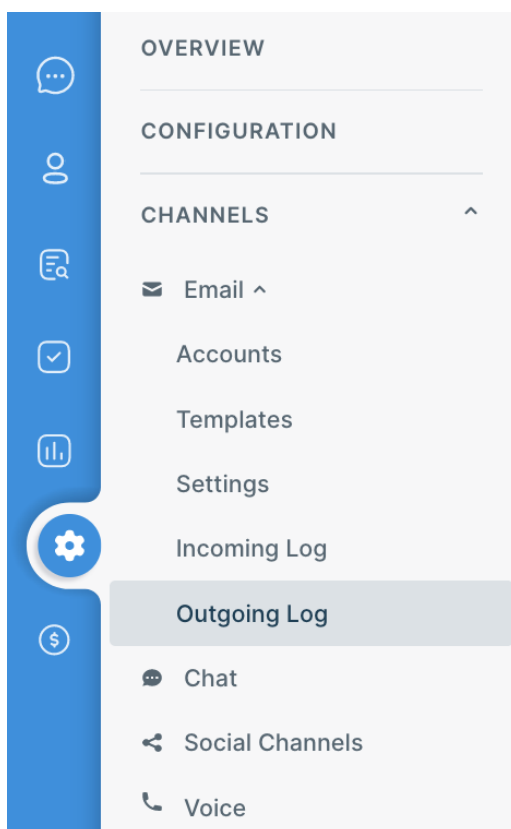 OVERVIEW
CONFIGURATION
CHANNELS
Email
Accounts
Templates
Settings
Incoming Log
Outgoing Log
Chat
Social Channels
Voice
$